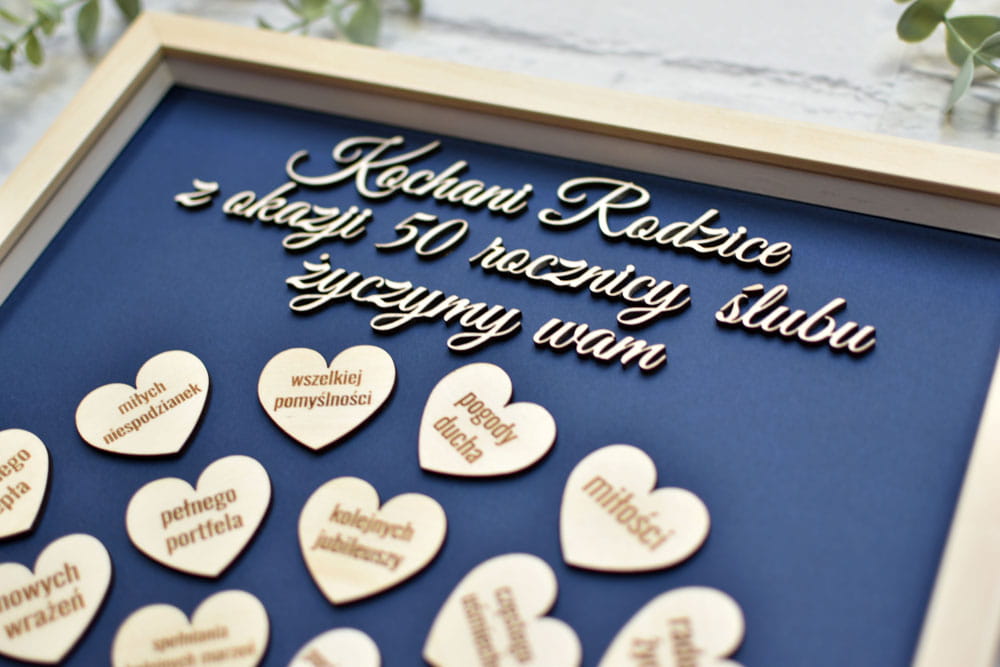 Kochani Rodzice
z okazji 50 rocznicy ślubu
życzymy wam
miłych
niespodzianek
wszelkiej
pomyślności
pogody
ducha
pełnego
portfela
kolejnych
jubileuszy
miłości
nowych
wrażeń
spełniania